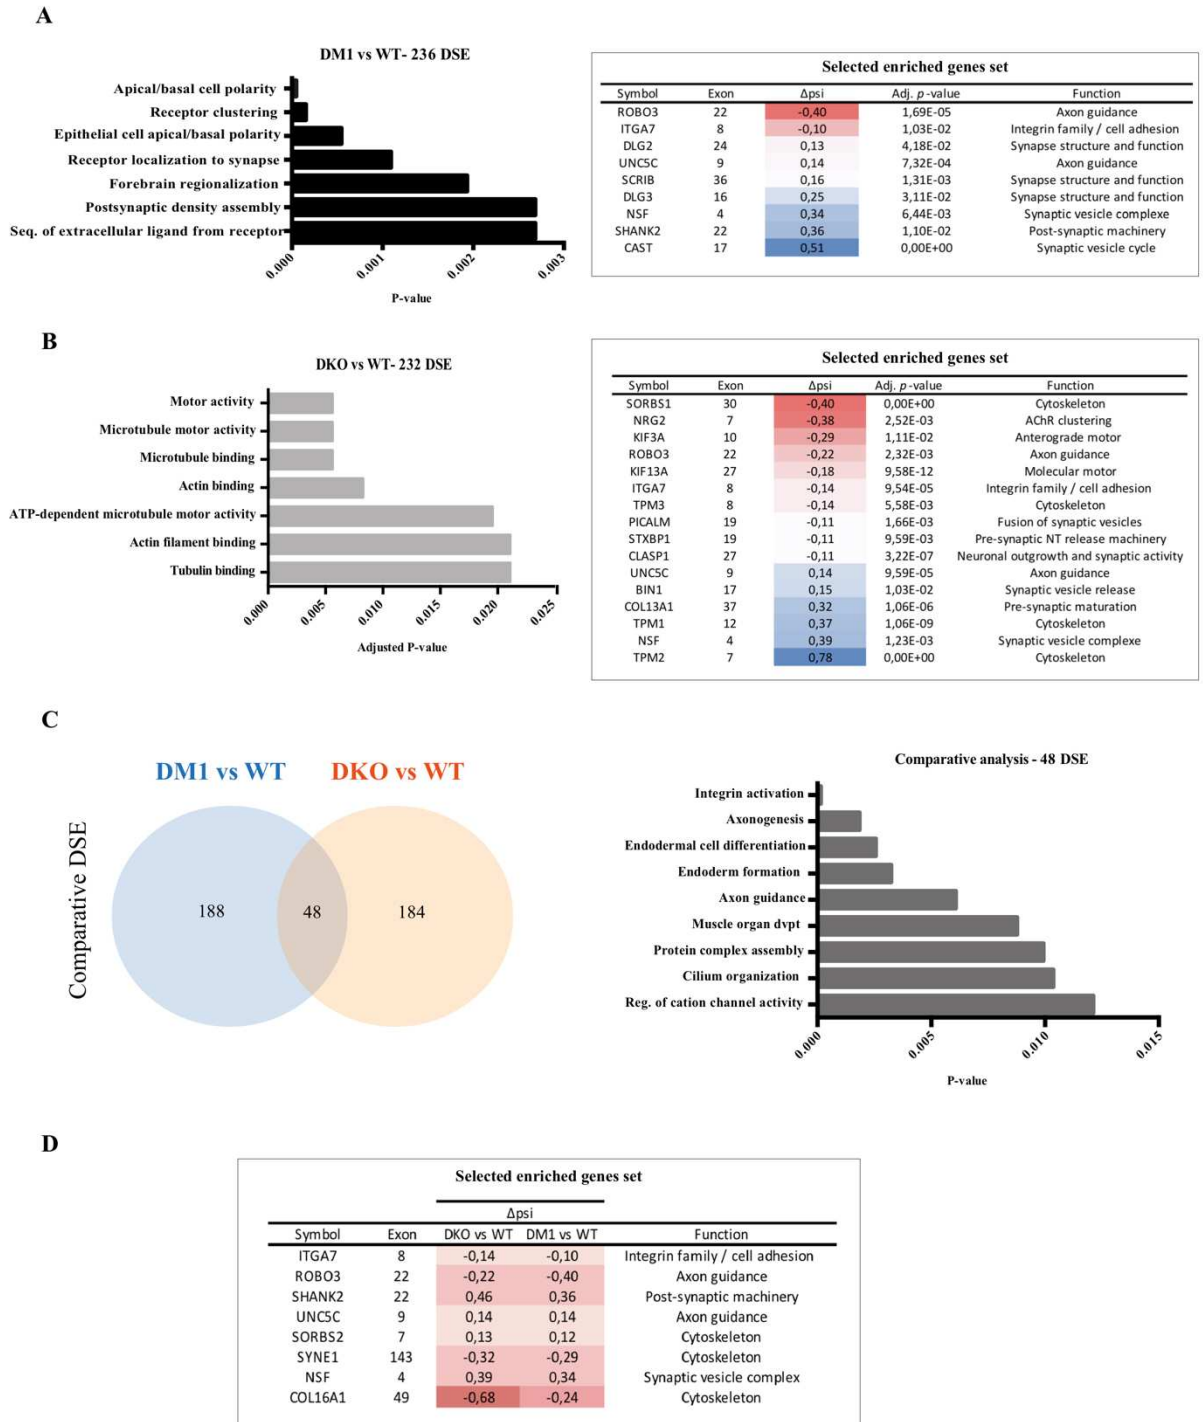 A
DM1 vs WT- 236 DSE
Apical/basal cell polarity
Receptor clustering
Epithelial cell apical/basal polarity
Receptor localization to synapse
Forebrain regionalization
Postsynaptic density assembly
Seq. of extracellular ligand from receptor
0.000 0.001 0.002 0.003
P-value
Selected enriched genes set
Symbol Exon Δpsi Adj. p-value Function
ROBO3 22 -0,40 1,69E-05 Axon guidance
ITGA7 8 -0,10 1,03E-02 Integrin family / cell adhesion
DLG2 24 0,13 4,18E-02 Synapse structure and function
UNC5C 9 0,14 7,32E-04 Axon guidance
SCRIB 36 0,16 1,31E-03 Synapse structure and function
DLG3 16 0,25 3,11E-02 Synapse structure and function
NSF 4 0,34 6,44E-03 Synaptic vesicle complexe
SHANK2 22 0,36 1,10E-02 Post-synaptic machinery
CAST 17 0,51 0,00E+00 Synaptic vesicle cycle
B
DKO vs WT- 232 DSE
Motor activity
Microtubule motor activity
Microtubule binding
Actin binding
ATP-dependent microtubule motor activity
Actin filament binding
Tubulin binding
0.000 0.005 0.010 0.015 0.020 0.025
Adjusted P-value
Selected enriched genes set
Symbol Exon Δpsi Adj. p-value Function
SORBS1 30 -0,40 0,00E+00 Cytoskeleton
NRG2 7 -0,38 2,52E-03 AChR clustering
KIF3A 10 -0,29 1,11E-02 Anterograde motor
ROBO3 22 -0,22 2,32E-03 Axon guidance
KIF13A 27 -0,18 9,58E-12 Molecular motor
ITGA7 8 -0,14 9,54E-05 Integrin family / cell adhesion
TPM3 8 -0,14 5,58E-03 Cytoskeleton
PICALM 19 -0,11 1,66E-03 Fusion of synaptic vesicles
STXBP1 19 -0,11 9,59E-03 Pre-synaptic NT release machinery
CLASP1 27 -0,11 3,22E-07 Neuronal outgrowth and synaptic activity
UNC5C 9 0,14 9,59E-05 Axon guidance
BIN1 17 0,15 1,03E-02 Synaptic vesicle release
COL13A1 37 0,32 1,06E-06 Pre-synaptic maturation
TPM1 12 0,37 1,06E-09 Cytoskeleton
NSF 4 0,39 1,23E-03 Synaptic vesicle complexe
TPM2 7 0,78 0,00E+00 Cytoskeleton
C
DM1 vs WT DKO vs WT
Comparative DSE
188 48 184
Comparative analysis - 48 DSE
Integrin activation
Axonogenesis
Endodermal cell differentiation
Endoderm formation
Axon guidance
Muscle organ dvpt
Protein complex assembly
Cilium organization
Reg. of cation channel activity
0.000 0.005 0.010 0.015
P-value
D
Selected enriched genes set
Δpsi
Symbol Exon DKO vs WT DM1 vs WT Function
ITGA7 8 -0,14 -0,10 Integrin family / cell adhesion
ROBO3 22 -0,22 -0,40 Axon guidance
SHANK2 22 0,46 0,36 Post-synaptic machinery
UNC5C 9 0,14 0,14 Axon guidance
SORBS2 7 0,13 0,12 Cytoskeleton
SYNE1 143 -0,32 -0,29 Cytoskeleton
NSF 4 0,39 0,34 Synaptic vesicle complex
COL16A1 49 -0,68 -0,24 Cytoskeleton